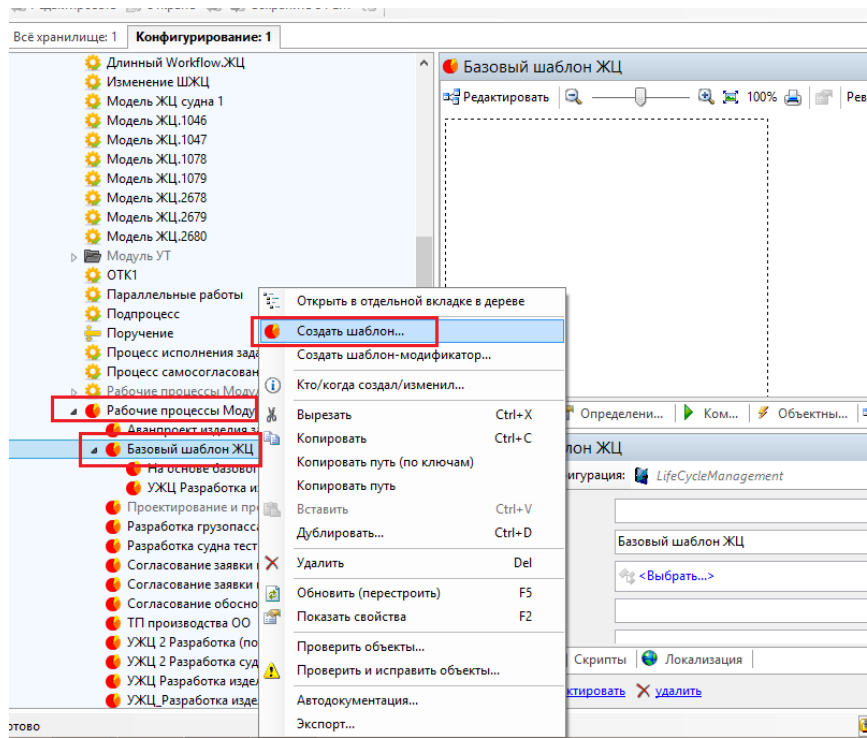 Всё хранилище: 1 Конфигурирование: 1
Длинный Workflow.ЖЦ
Изменение ШЖЦ
Модель ЖЦ судна 1
Модель ЖЦ.1046
Модель ЖЦ.1047
Модель ЖЦ.1078
Модель ЖЦ.1079
Модель ЖЦ.2678
Модель ЖЦ.2679
Модель ЖЦ.2680
Модуль УТ
ОТК1
Параллельные работы
Подпроцесс
Поручение
Процесс исполнения зада
Процесс самосогласован
Рабочие процессы Моду
Рабочие процессы Моду
Аванпроект изделия з
Базовый шаблон ЖЦ
На основе базовог
УЖЦ Разработка и
Проектирование и пр
Разработка грузопасс
Разработка судна тест
Согласование заявки
Согласование заявки
Согласование обосно
ТП производства ОО
УЖЦ 2 Разработка (по
УЖЦ 2 Разработка суд
УЖЦ Разработка издел
УЖЦ_Разработка изде
отово
Открыть в отдельной вкладке в дереве
Создать шаблон...
Создать шаблон-модификатор...
Кто/когда создал/изменил...
Вырезать Ctrl+X
Копировать Ctrl+C
Копировать путь (по ключам)
Копировать путь
Вставить Ctrl+V
Дублировать... Ctrl+D
Удалить Del
Обновить (перестроить) F5
Показать свойства F2
Проверить объекты...
Проверить и исправить объекты...
Автодокументация...
Экспорт...
Базовый шаблон ЖЦ
Редактировать 100% Рев
Определени... Ком... Объектны...
лон ЖЦ
игурация: LifeCycleManagement
Базовый шаблон ЖЦ
<Выбрать...>
Скрипты Локализация
ктировать удалить